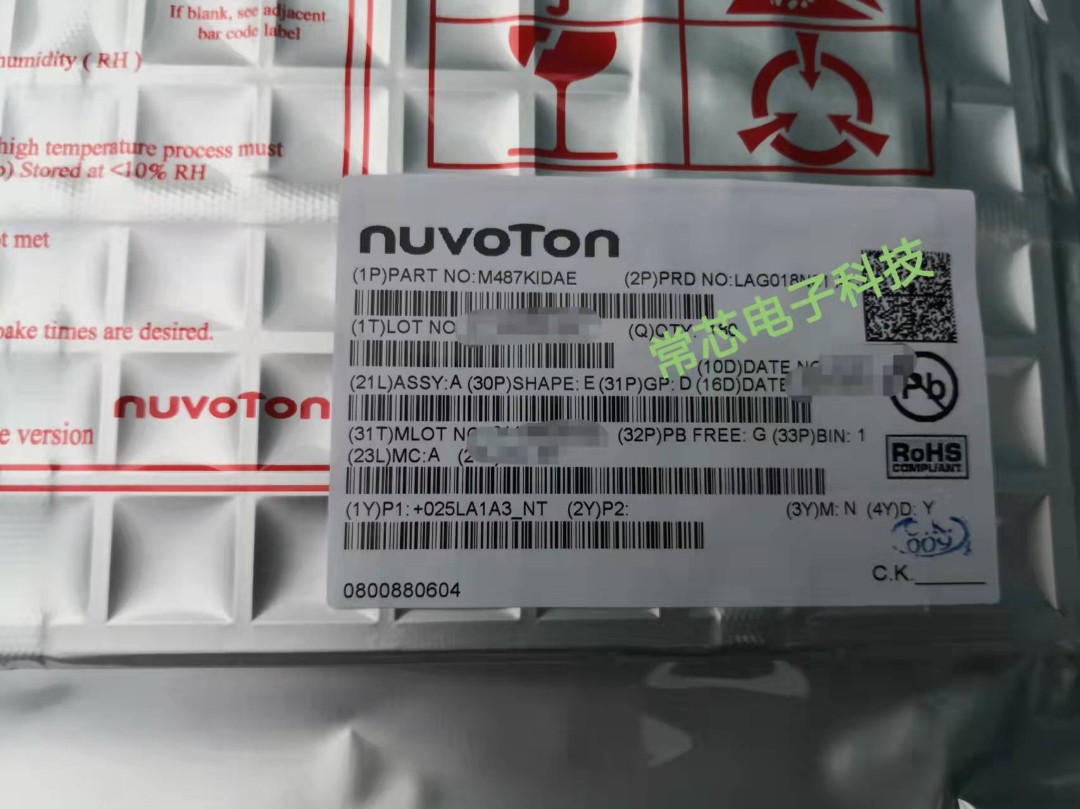 If blank, see adjacent
bar code label
humidity ( RH )
high temperature process must
b) Stored at <10% RH
t met
bake times are desired.
nuvoTon
e version
nuvoTon
(1P)PART NO:M487KIDAE (2P)PRD NO:LAG018N
(1T)LOT NO (Q)QTY:
(10D)DATE
(21L)ASSY:A (30P)SHAPE: E (31P)GP: D (16D)DATE
(31T)MLOT (32P)PB FREE: G (33P)BIN: 1
(23L)MC:A
(1Y)P1: +025LA1A3_NT (2Y)P2: (3Y)M: N (4Y)D: Y
0800880604
Pb
RoHS
COMPLIANT
009
C.K.
常芯电子科技